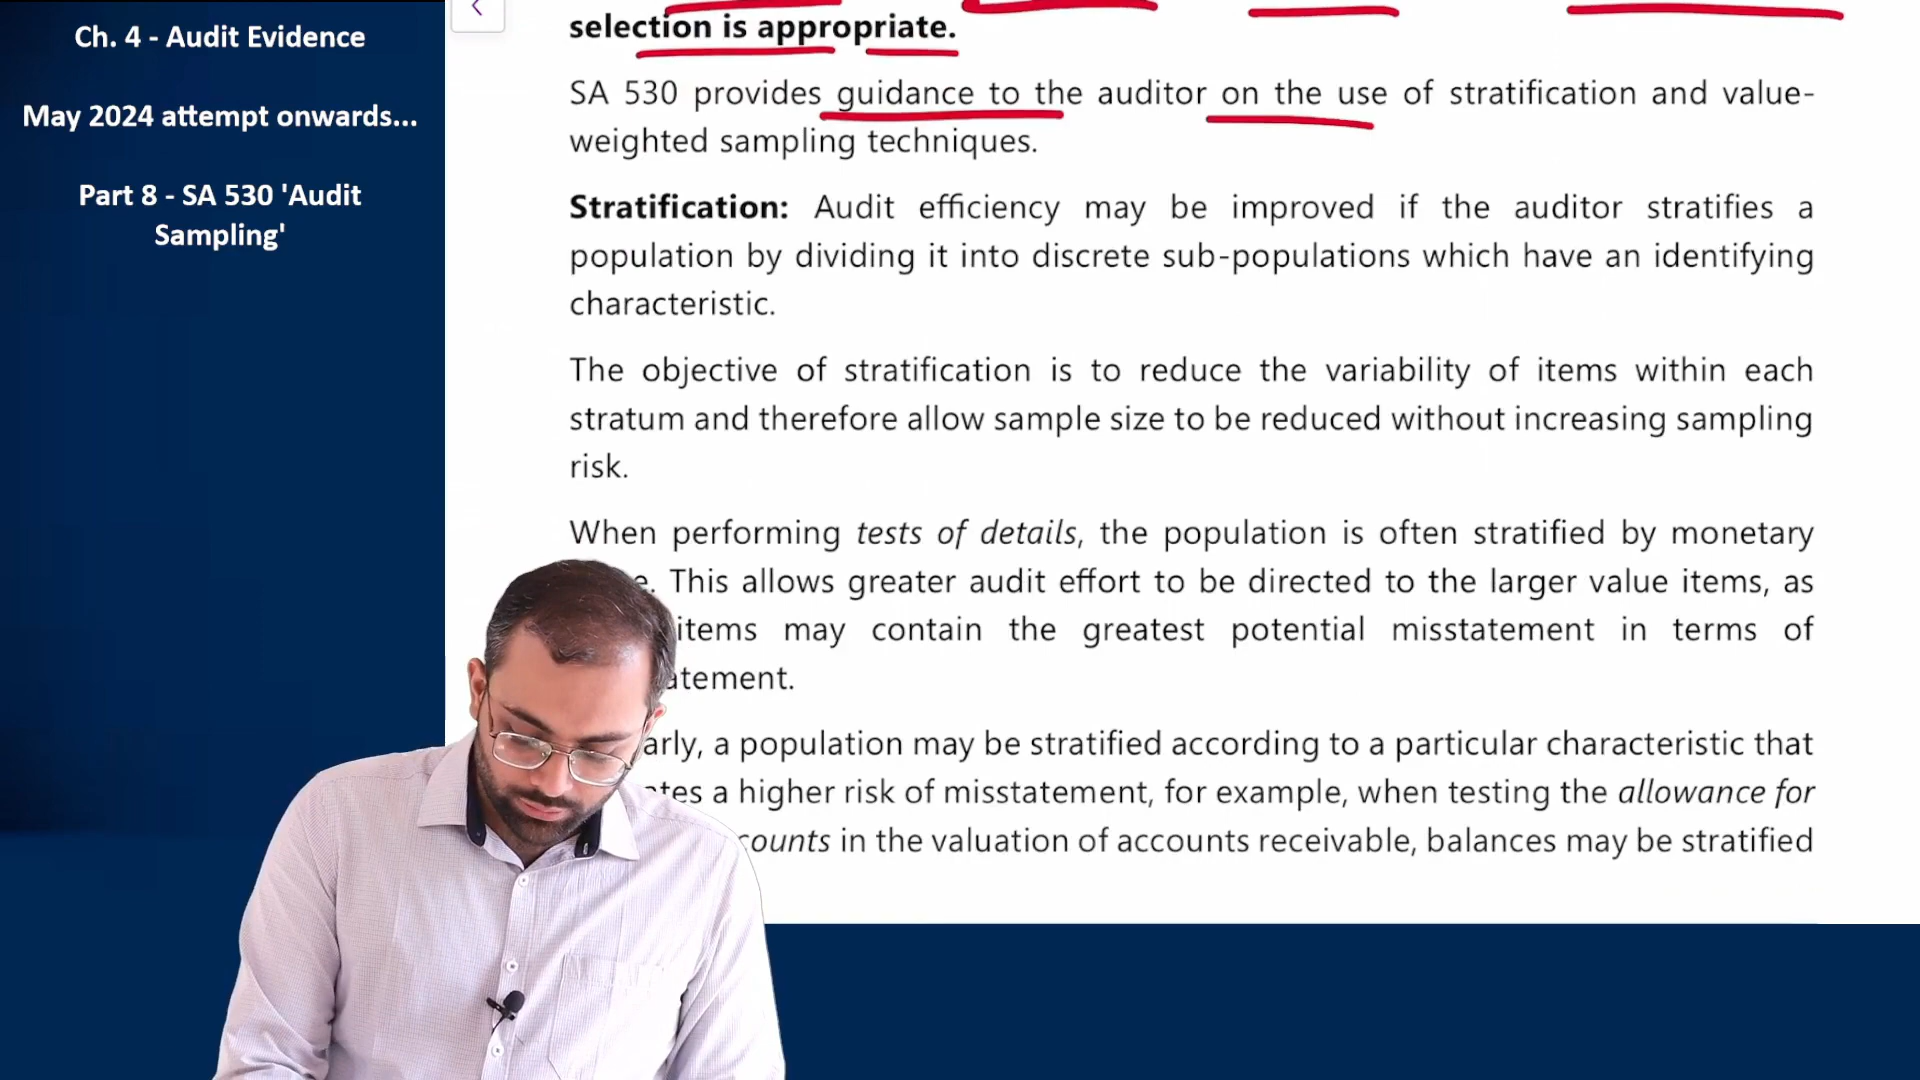 Ch. 4 - Audit Evidence
May 2024 attempt onwards...
Part 8 - SA 530 'Audit
Sampling'
selection is appropriate.
SA 530 provides guidance to the auditor on the use of stratification and value-
weighted sampling techniques.
Stratification: Audit efficiency may be improved if the auditor stratifies a
population by dividing it into discrete sub-populations which have an identifying
characteristic.
The objective of stratification is to reduce the variability of items within each
stratum and therefore allow sample size to be reduced without increasing sampling
risk.
When performing tests of details, the population is often stratified by monetary
This allows greater audit effort to be directed to the larger value items, as
items may contain the greatest potential misstatement in terms of
atement.
arly, a population may be stratified according to a particular characteristic that
tes a higher risk of misstatement, for example, when testing the allowance for
counts in the valuation of accounts receivable, balances may be stratified